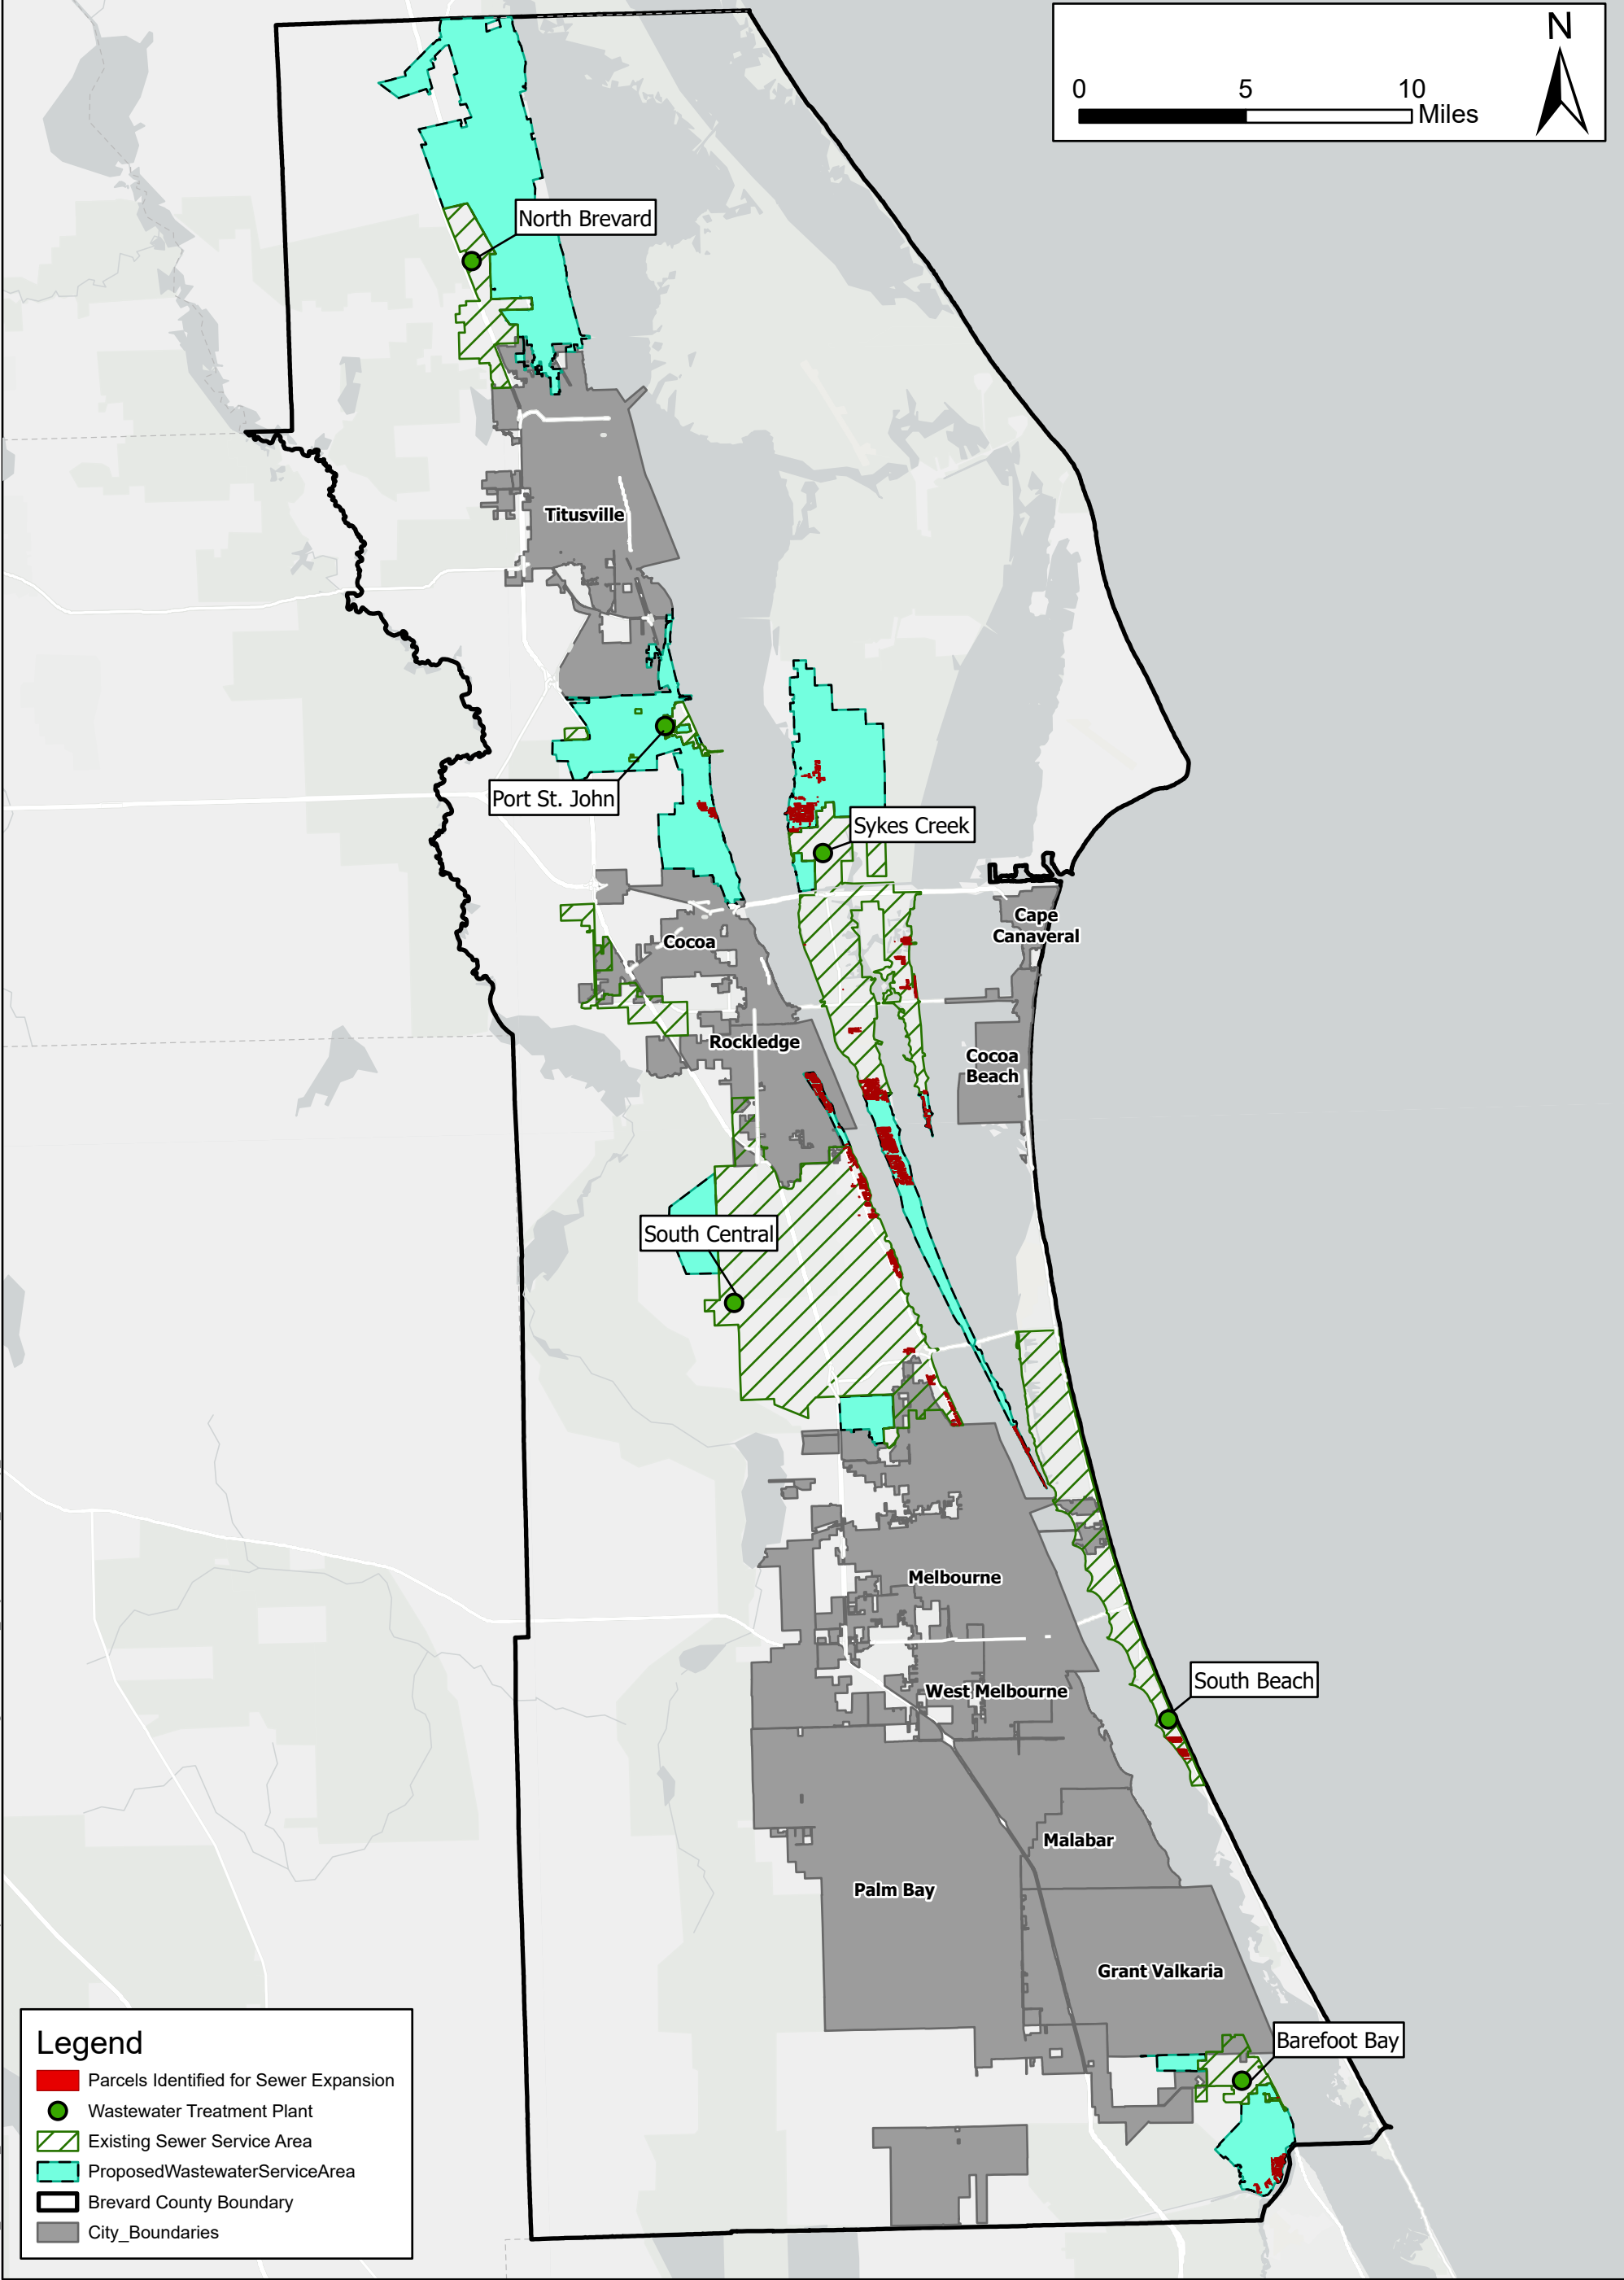 N
0 5 10
Miles
North Brevard
Titusville
Port St. John
Sykes Creek
Cape
Canaveral
Cocoa
Rockledge
Cocoa
Beach
South Central
Melbourne
South Beach
West Melbourne
Malabar
Palm Bay
Grant Valkaria
Barefoot Bay
Legend
Parcels Identified for Sewer Expansion
Wastewater Treatment Plant
Existing Sewer Service Area
ProposedWastewaterServiceArea
Brevard County Boundary
City_Boundaries